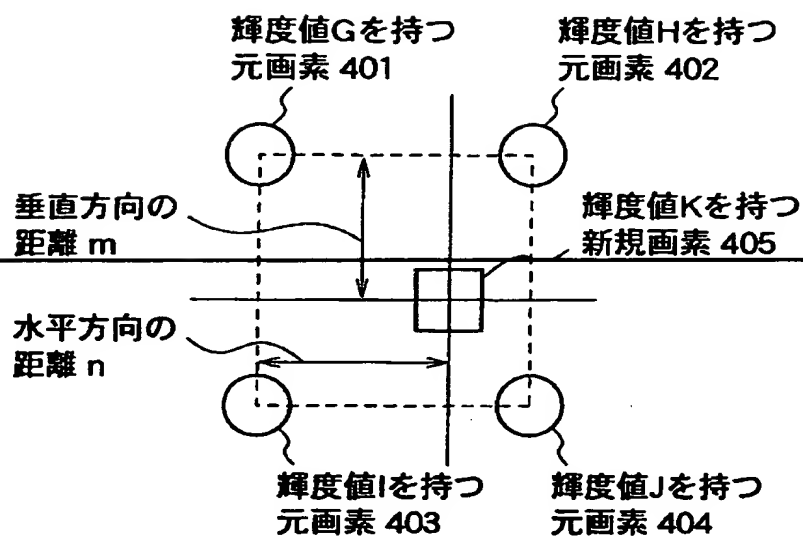 輝度値Gを持つ
元画素 401
輝度値Hを持つ
元画素 402
垂直方向の
距離 m
輝度値Kを持つ
新規画素 405
水平方向の
距離 n
輝度値Iを持つ
元画素 403
輝度値Jを持つ
元画素 404